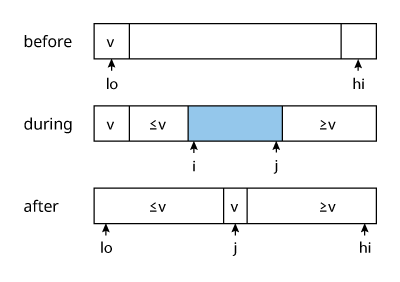 before v
lo hi
during v ≤v ≥v
i j
after ≤v v ≥v
lo j hi